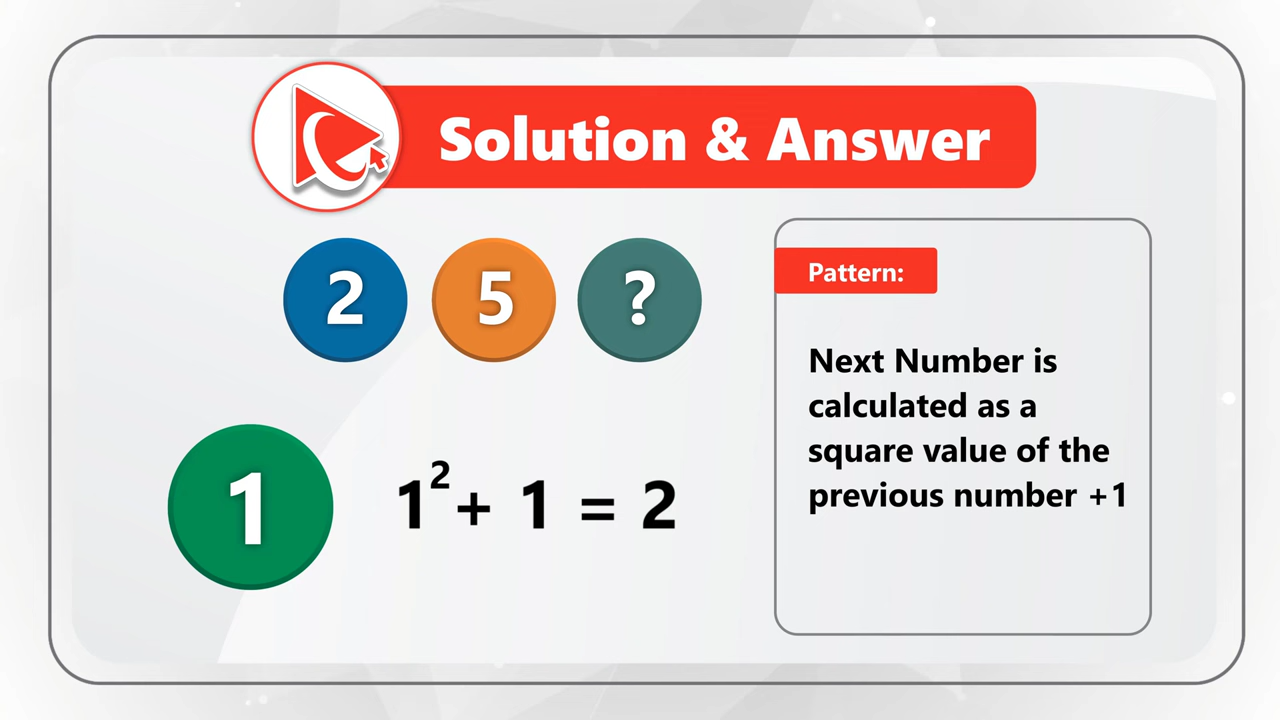 Solution & Answer
2 5 ?
Pattern:
Next Number is
calculated as a
square value of the
previous number +1
1 1² + 1 = 2